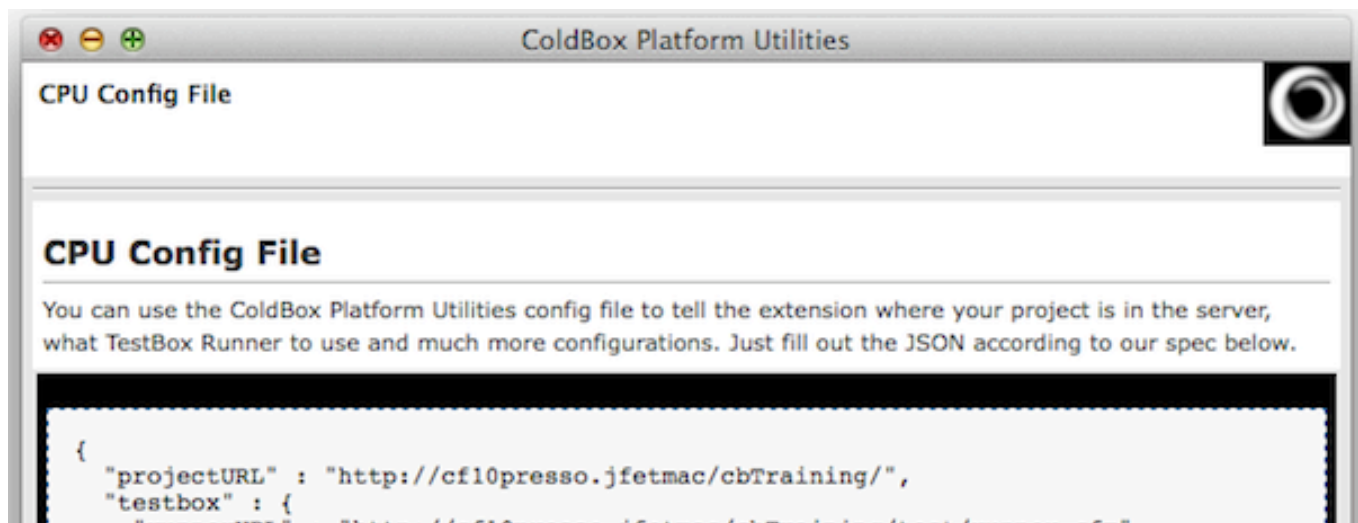 ColdBox Platform Utilities
CPU Config File
CPU Config File
You can use the ColdBox Platform Utilities config file to tell the extension where your project is in the server,
what TestBox Runner to use and much more configurations. Just fill out the JSON according to our spec below.
{
"projectURL" : "http://cf10presso.jfetmac/cbTraining/",
"testbox" : {